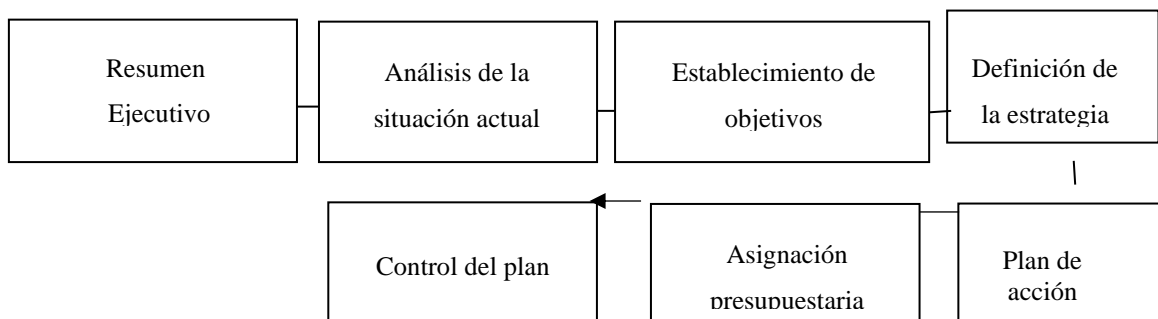 Resumen
Ejecutivo
Análisis de la
situación actual
Establecimiento de
objetivos
Definición de
la estrategia
Control del plan
Asignación
presupuestaria
Plan de
acción